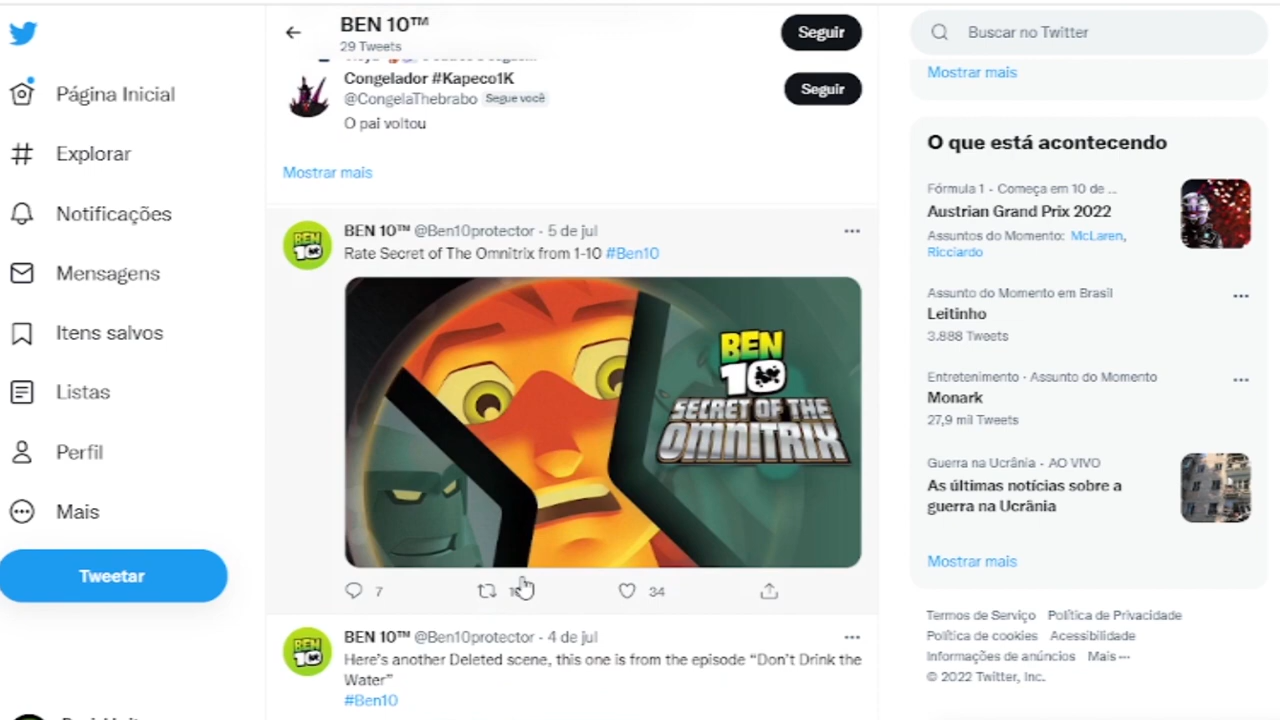 Página Inicial
Explorar
Notificações
Mensagens
Itens salvos
Listas
Perfil
Mais
Tweetar
BEN 10™
29 Tweets
Seguir
Congelador #Kapeco1K
@CongelaThebrabo Segue você
Seguir
O pai voltou
Mostrar mais
BEN 10™ @Ben10protector · 5 de jul
Rate Secret of The Omnitrix from 1-10 #Ben10
BEN
10
SECRET OF THE
OMNITRIX
7
34
BEN 10™ @Ben10protector · 4 de jul
Here's another Deleted scene, this one is from the episode “Don't Drink the
Water”
#Ben10
Buscar no Twitter
Mostrar mais
O que está acontecendo
Fórmula 1 · Começa em 10 de ...
Austrian Grand Prix 2022
Assuntos do Momento: McLaren,
Ricciardo
Assunto do Momento em Brasil
Leitinho
3.888 Tweets
Entretenimento · Assunto do Momento
Monark
27,9 mil Tweets
Guerra na Ucrânia · AO VIVO
As últimas notícias sobre a
guerra na Ucrânia
Mostrar mais
Termos de Serviço Política de Privacidade
Política de cookies Acessibilidade
Informações de anúncios Mais ···
© 2022 Twitter, Inc.